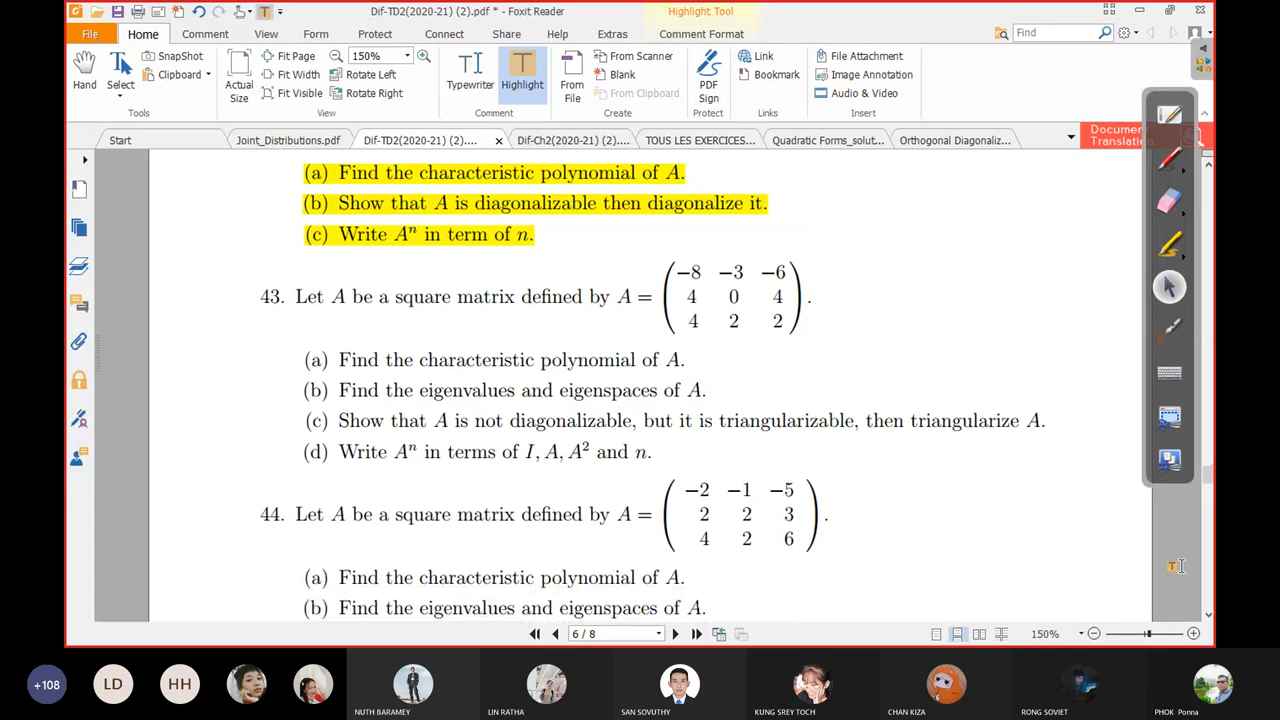 Dif-TD2(2020-21) (2).pdf * - Foxit Reader
Highlight Tool
File Home Comment View Form Protect Connect Share Help Extras Comment Format Find
Hand Select SnapShot Clipboard Tools
Actual Size Fit Page Fit Width Fit Visible 150% Rotate Left Rotate Right View
Typewriter Highlight Comment
From File From Scanner Blank From Clipboard Create
PDF Sign Protect
Link Bookmark Links
File Attachment Image Annotation Audio & Video Insert
Start Joint_Distributions.pdf Dif-TD2(2020-21) (2).... Dif-Ch2(2020-21) (2).... TOUS LES EXERCICES... Quadratic Forms_solut... Orthogonal Diagonaliz...
Document Translation
(a) Find the characteristic polynomial of A.
(b) Show that A is diagonalizable then diagonalize it.
(c) Write Aⁿ in term of n.
43. Let A be a square matrix defined by A =
−8 −3 −6
4 0 4
4 2 2
.
(a) Find the characteristic polynomial of A.
(b) Find the eigenvalues and eigenspaces of A.
(c) Show that A is not diagonalizable, but it is triangularizable, then triangularize A.
(d) Write Aⁿ in terms of I, A, A² and n.
44. Let A be a square matrix defined by A =
−2 −1 −5
2 2 3
4 2 6
.
(a) Find the characteristic polynomial of A.
(b) Find the eigenvalues and eigenspaces of A.
6 / 8
150%
+108 LD HH
NUTH BARAMEY LIN RATHA SAN SOVUTHY KUNG SREY TOCH CHAN KIZA RONG SOVIET PHOK Ponna